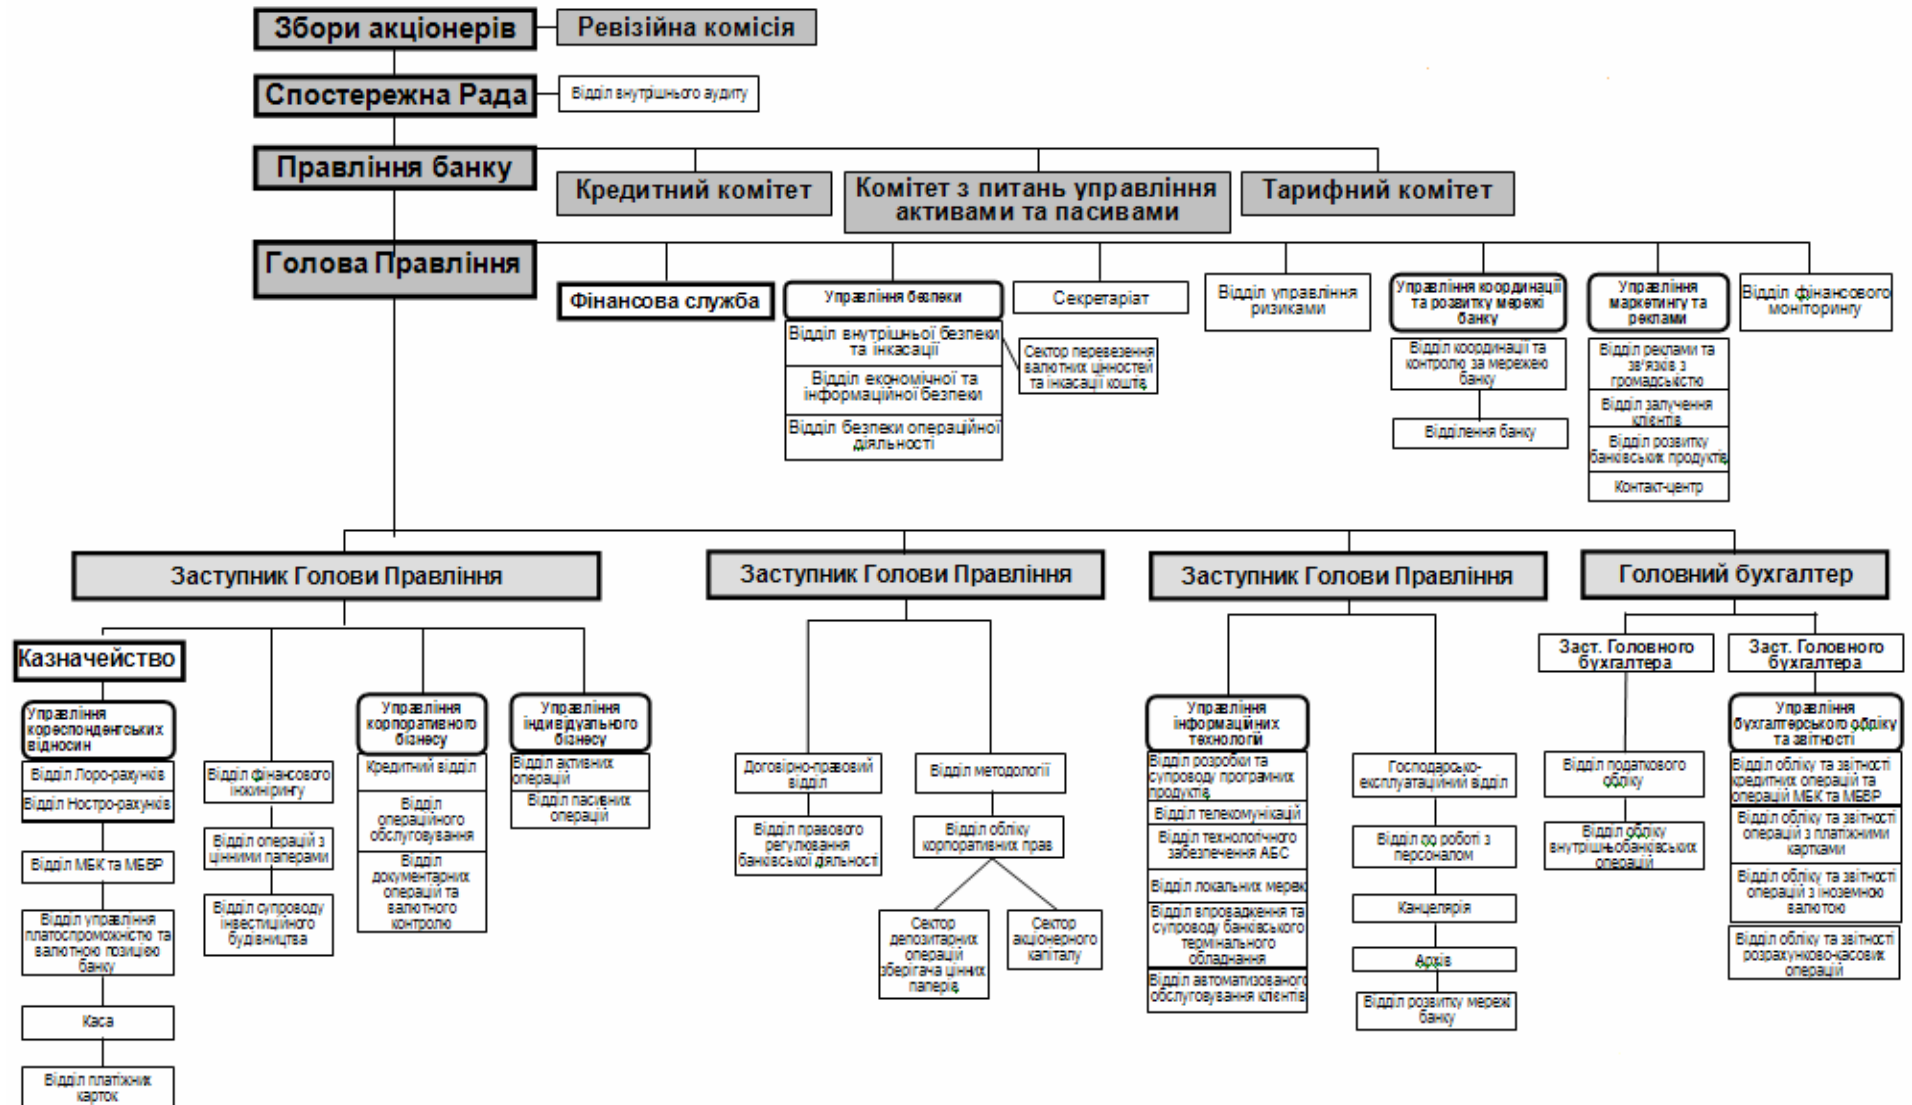 Збори акціонерів
Ревізійна комісія
Спостережна Рада
Відділ внутрішнього аудиту
Правління банку
Кредитний комітет
Комітет з питань управління
активами та пасивами
Тарифний комітет
Голова Правління
Фінансова служба
Управління безпеки
Відділ внутрішньої безпеки
та інкасації
Відділ економічної та
інформаційної безпеки
Відділ безпеки операційної
діяльності
Секретаріат
Сектор перевезення
валютних цінностей
та інкасації коштів
Відділ управління
ризиками
Управління координації
та розвитку мережі
банку
Відділ координації та
контролю за мережею
банку
Відділення банку
Управління
маркетингу та
реклами
Відділ реклами та
зв'язків з
громадськістю
Відділ залучення
клієнтів
Відділ розвитку
банківських продуктів
Контакт-центр
Відділ фінансового
моніторингу
Заступник Голови Правління
Казначейство
Управління
кореспондентських
відносин
Відділ Лоро-рахунків
Відділ Ностро-рахунків
Відділ МБК та МБВР
Відділ управління
платоспроможністю та
валютною позицією
банку
Каса
Відділ платіжних
карток
Відділ фінансового
інжинірингу
Відділ операцій з
цінними паперами
Відділ супроводу
інвестиційного
будівництва
Управління
корпоративного
бізнесу
Кредитний відділ
Відділ
операційного
обслуговування
Відділ
документарних
операцій та
валютного
контролю
Управління
індивідуального
бізнесу
Відділ активних
операцій
Відділ пасивних
операцій
Заступник Голови Правління
Договірно-правовий
відділ
Відділ правового
регулювання
банківської діяльності
Відділ методології
Відділ обліку
корпоративних прав
Сектор
депозитарних
операцій
зберігача цінних
паперів
Сектор
акціонерного
капіталу
Заступник Голови Правління
Управління
інформаційних
технологій
Відділ розробки та
супроводу програмних
продуктів
Відділ телекомунікацій
Відділ технологічного
забезпечення АБС
Відділ локальних мереж
Відділ впровадження та
супроводу банківського
термінального
обладнання
Відділ автоматизованого
обслуговування клієнтів
Господарсько-
експлуатаційний відділ
Відділ по роботі з
персоналом
Канцелярія
Архів
Відділ розвитку мережі
банку
Головний бухгалтер
Заст. Головного
бухгалтера
Відділ податкового
обліку
Відділ обліку
внутрішньобанківських
операцій
Заст. Головного
бухгалтера
Управління
бухгалтерського обліку
та звітності
Відділ обліку та звітності
кредитних операцій та
операцій МБК та МБВР
Відділ обліку та звітності
операцій з платіжними
картками
Відділ обліку та звітності
операцій з іноземною
валютою
Відділ обліку та звітності
розрахунково-касових
операцій